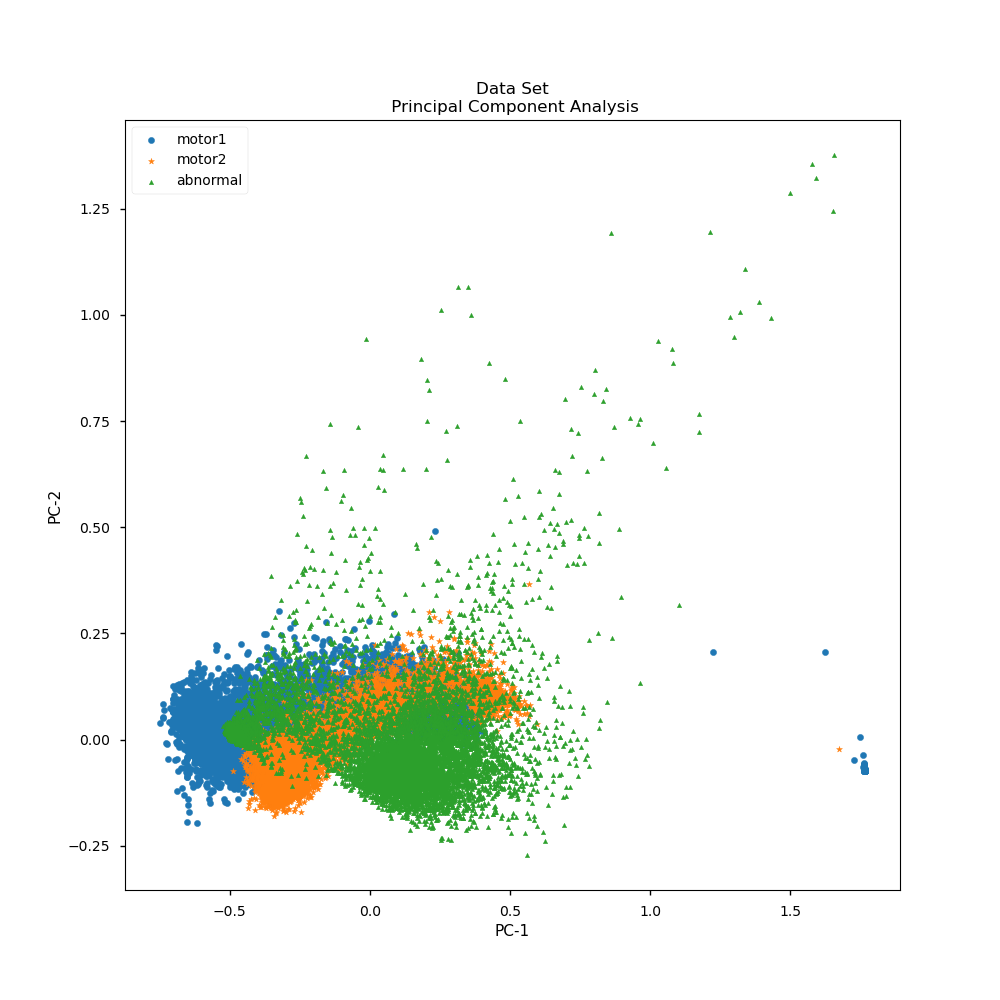 Data Set
Principal Component Analysis
motor1
motor2
abnormal
1.25
1.00
0.75
0.50
0.25
0.00
−0.25
PC-2
−0.5
0.0
0.5
1.0
1.5
PC-1